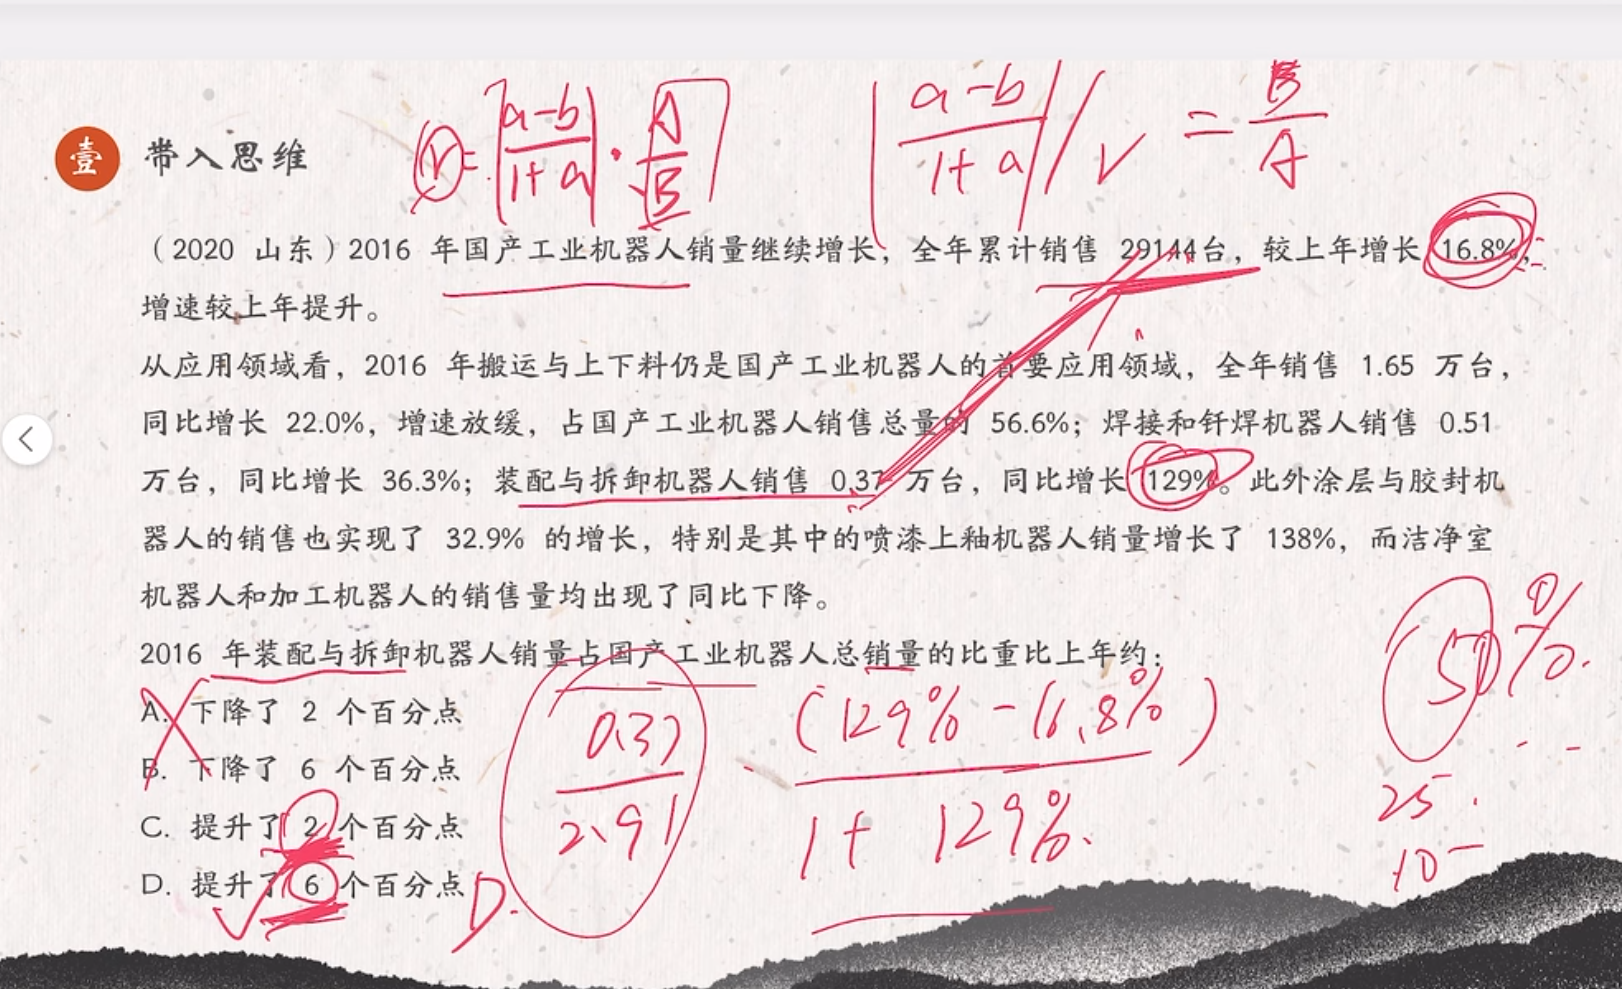 壹 带入思维
(r) = |a-b/1+a| · A/B
|a-b/1+a| / r = B/A
（2020 山东）2016 年国产工业机器人销量继续增长，全年累计销售 29144台，较上年增长 16.8%，
增速较上年提升。
从应用领域看，2016 年搬运与上下料仍是国产工业机器人的首要应用领域，全年销售 1.65 万台，
同比增长 22.0%，增速放缓，占国产工业机器人销售总量的 56.6%；焊接和钎焊机器人销售 0.51
万台，同比增长 36.3%；装配与拆卸机器人销售 0.37 万台，同比增长 129%。此外涂层与胶封机
器人的销售也实现了 32.9% 的增长，特别是其中的喷漆上釉机器人销量增长了 138%，而洁净室
机器人和加工机器人的销售量均出现了同比下降。
2016 年装配与拆卸机器人销量占国产工业机器人总销量的比重比上年约：
A. 下降了 2 个百分点
B. 下降了 6 个百分点
C. 提升了 2 个百分点
D. 提升了 6 个百分点
D.
0.37
2.91
(129% - 16.8%)
1 + 129%
50%
25
10